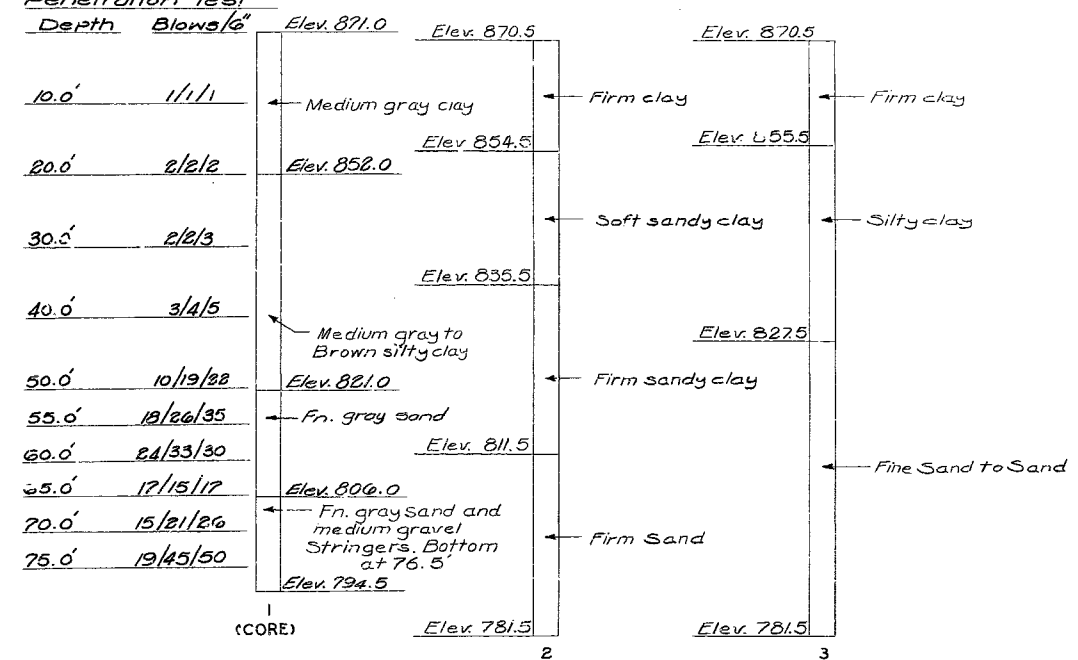 Penetration Test
Depth Blows/6"
10.0' 1/1/1
20.0' 2/2/2
30.0' 2/2/3
40.0' 3/4/5
50.0' 10/19/28
55.0' 18/26/35
60.0' 24/33/30
65.0' 17/15/17
70.0' 15/21/26
75.0' 19/45/50
Elev. 871.0
Medium gray clay
Elev. 852.0
Medium gray to
Brown silty clay
Elev. 821.0
Fn. gray sand
Elev. 806.0
Fn. gray sand and
medium gravel
Stringers. Bottom
at 76.5'
Elev. 794.5
1
(CORE)
Elev. 870.5
Firm clay
Elev 854.5
Soft sandy clay
Elev. 835.5
Firm sandy clay
Elev. 811.5
Firm Sand
Elev. 781.5
2
Elev. 870.5
Firm clay
Elev. 855.5
Silty clay
Elev. 827.5
Fine Sand to Sand
Elev. 781.5
3